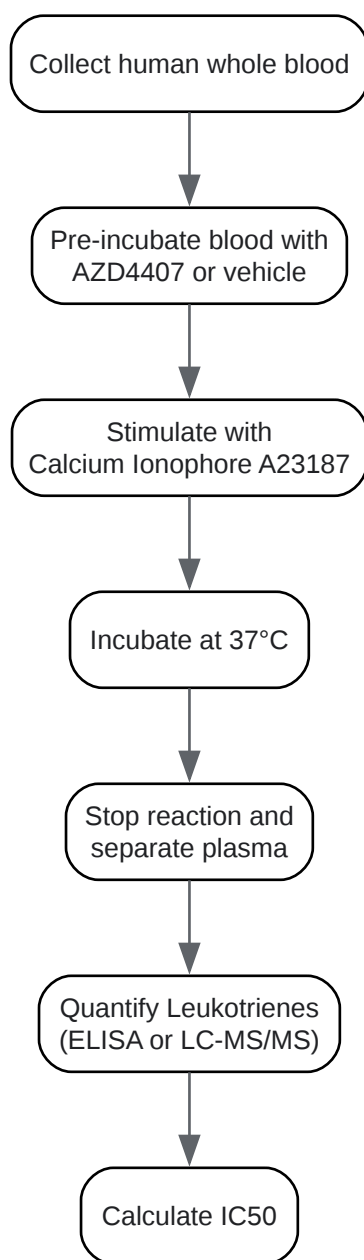 Collect human whole blood
Pre-incubate blood with
AZD4407 or vehicle
Stimulate with
Calcium Ionophore A23187
Incubate at 37°C
Stop reaction and
separate plasma
Quantify Leukotrienes
(ELISA or LC-MS/MS)
Calculate IC50